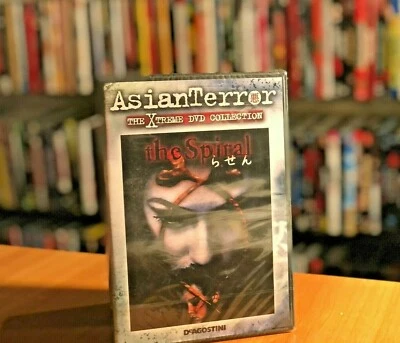 AsianTerror
THE XTREME DVD COLLECTION
the Spiral
らせん
DeAGOSTINI